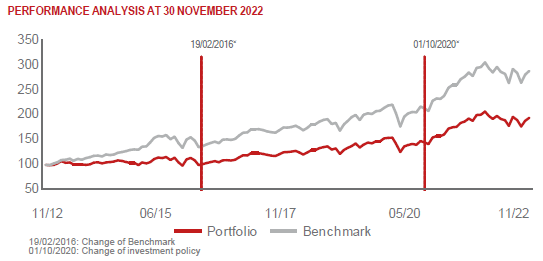 PERFORMANCE ANALYSIS AT 30 NOVEMBER 2022
19/02/2016*
01/10/2020*
350
300
250
200
150
100
50
11/12
06/15
11/17
05/20
11/22
Portfolio
Benchmark
19/02/2016: Change of Benchmark
01/10/2020: Change of investment policy